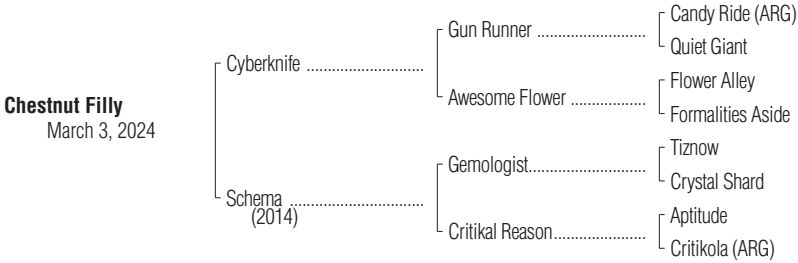 Candy Ride (ARG)
Gun Runner ..........................
Quiet Giant
Cyberknife ............................
Flower Alley
Awesome Flower ..................
Formalities Aside
Chestnut Filly
March 3, 2024
Tiznow
Gemologist............................
Crystal Shard
Schema ................................
(2014)
Aptitude
Critikal Reason......................
Critikola (ARG)